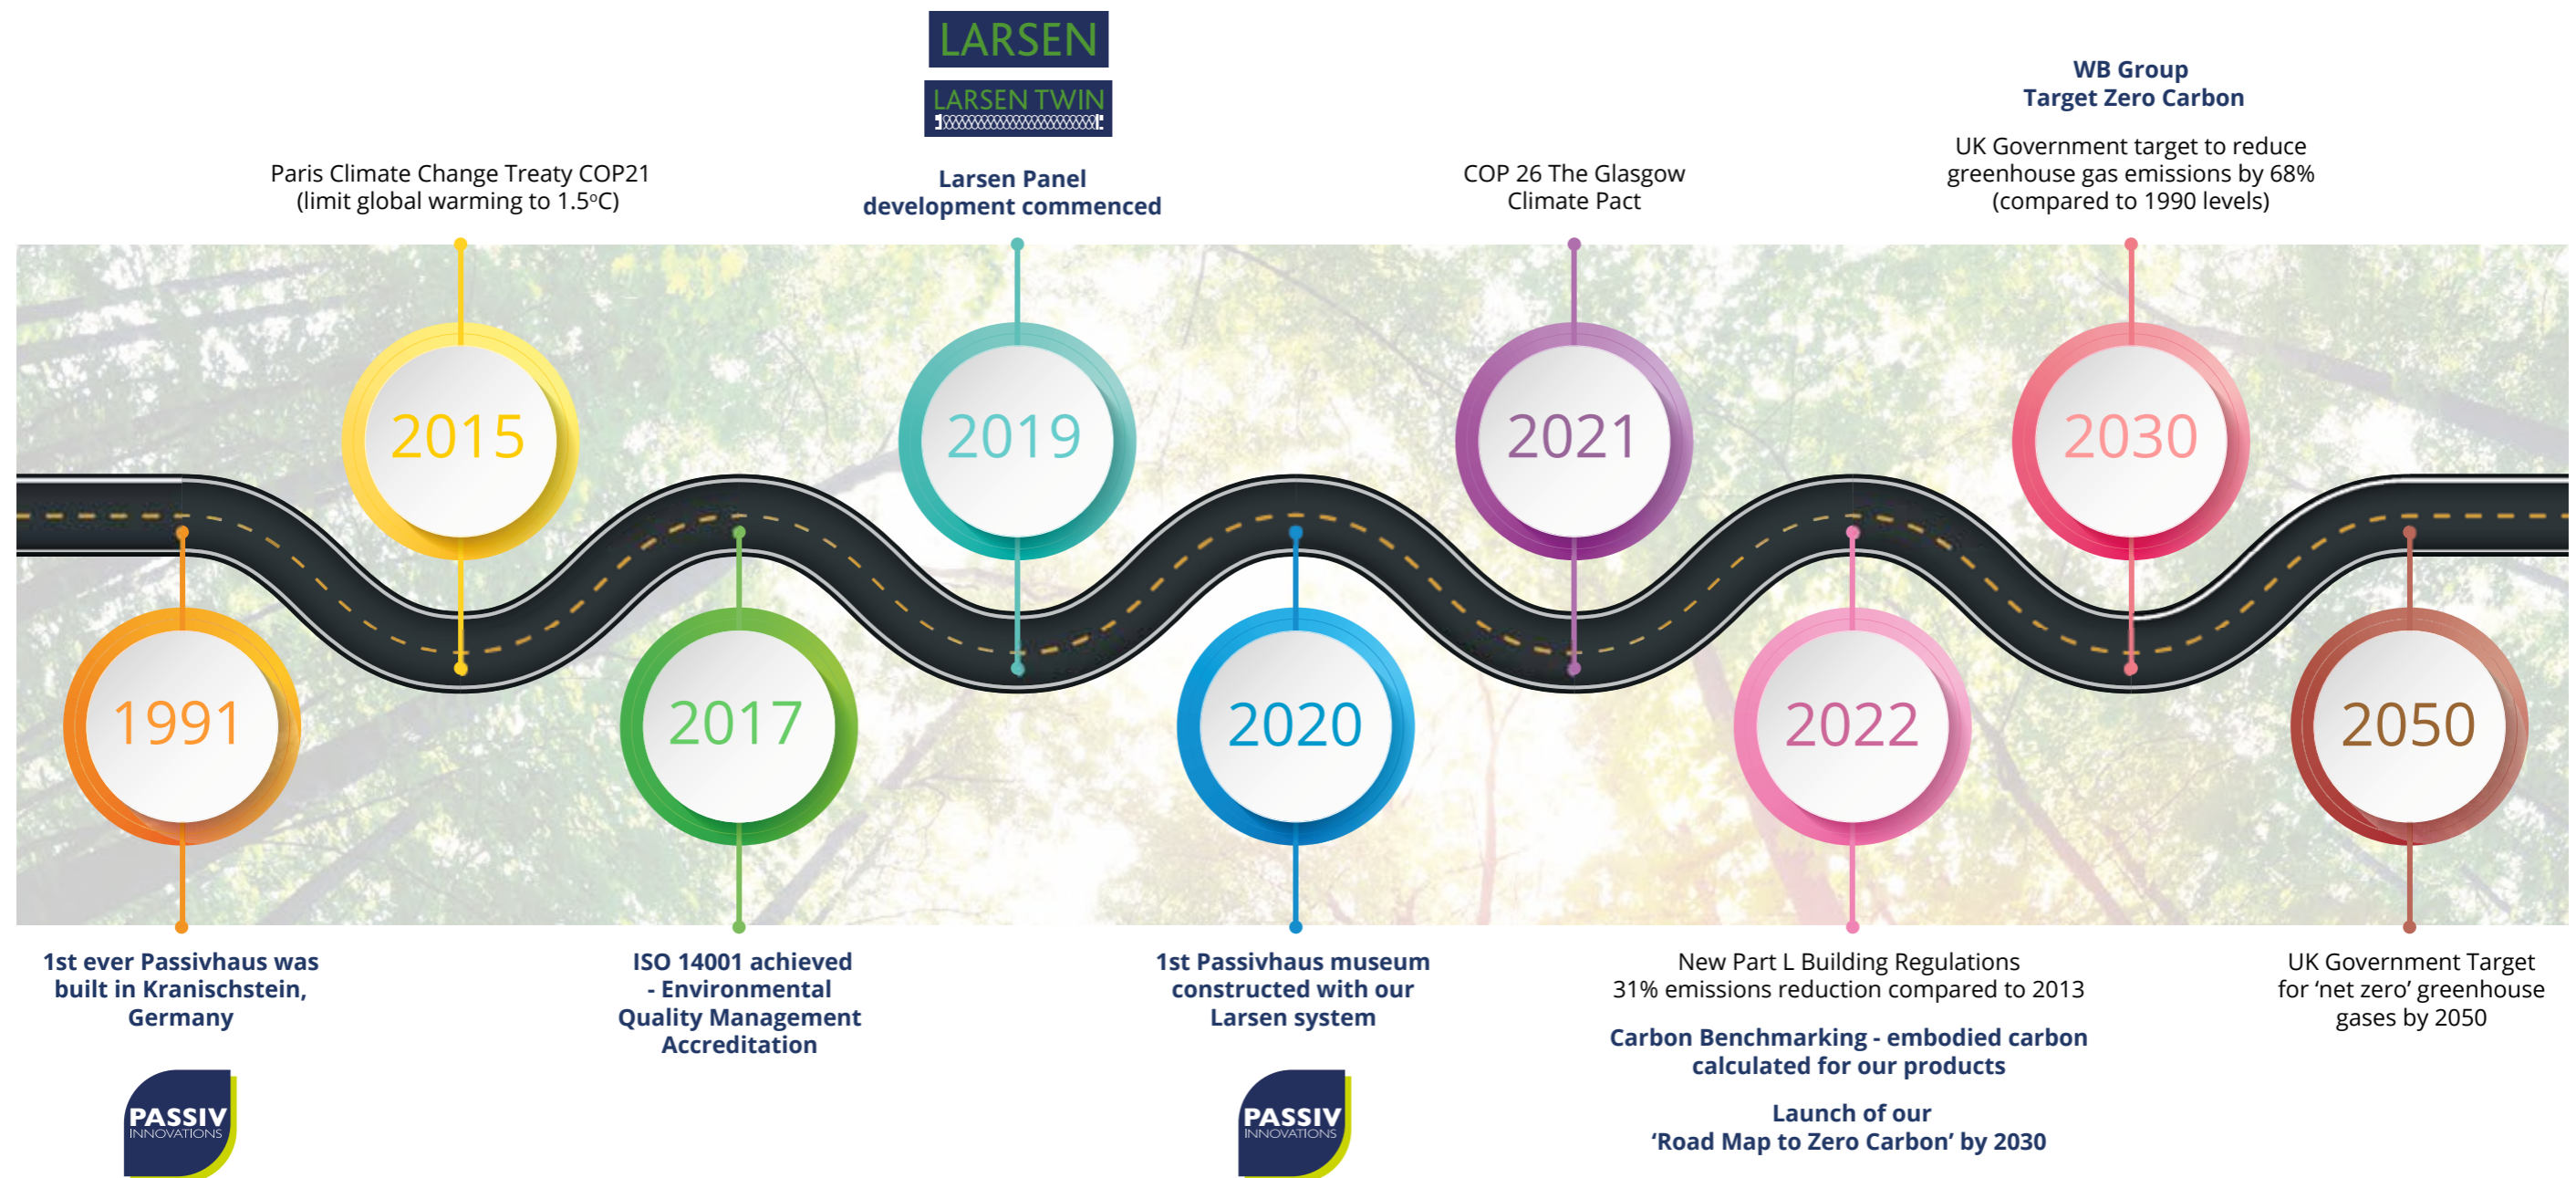 LARSEN
LARSEN TWIN
Larsen Panel
development commenced
WB Group
Target Zero Carbon
UK Government target to reduce
greenhouse gas emissions by 68%
(compared to 1990 levels)
Paris Climate Change Treaty COP21
(limit global warming to 1.5ºC)
COP 26 The Glasgow
Climate Pact
2015
2019
2021
2030
1991
2017
2020
2022
2050
1st ever Passivhaus was
built in Kranischstein,
Germany
PASSIV
INNOVATIONS
ISO 14001 achieved
- Environmental
Quality Management
Accreditation
1st Passivhaus museum
constructed with our
Larsen system
PASSIV
INNOVATIONS
New Part L Building Regulations
31% emissions reduction compared to 2013
Carbon Benchmarking - embodied carbon
calculated for our products
Launch of our
‘Road Map to Zero Carbon’ by 2030
UK Government Target
for ‘net zero’ greenhouse
gases by 2050